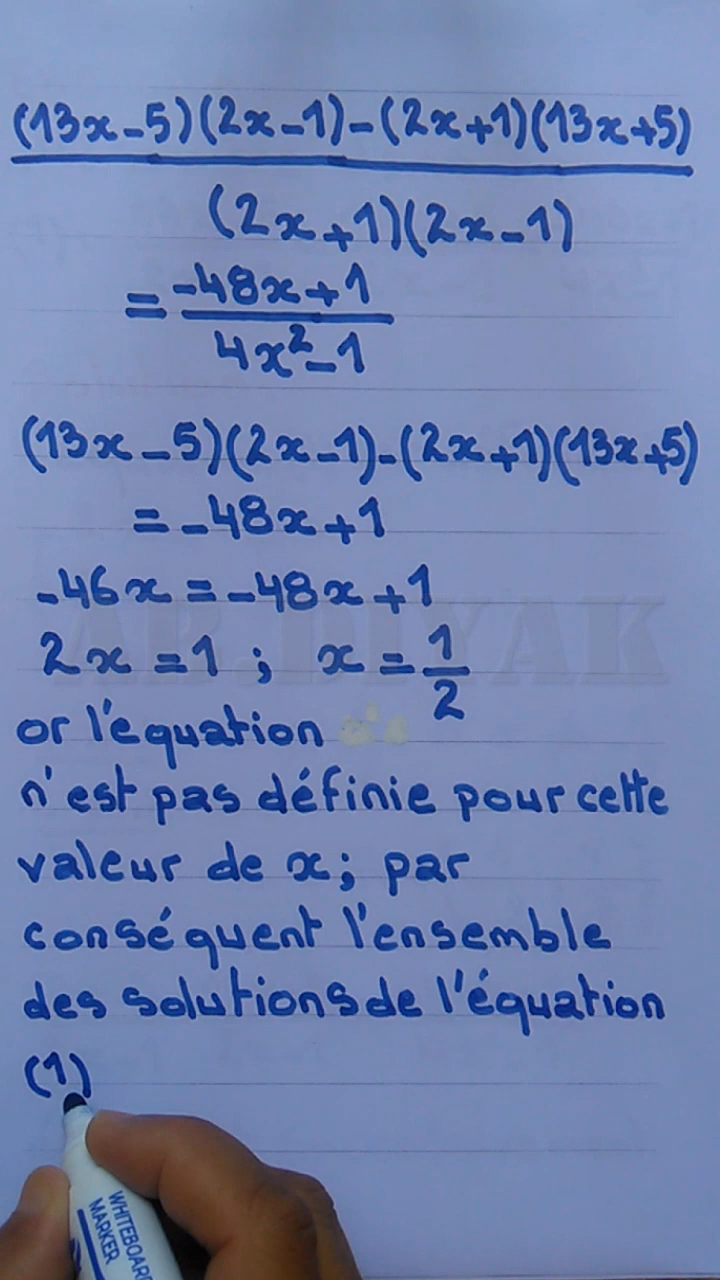 (13x-5)(2x-1)-(2x+1)(13x+5)
(2x+1)(2x-1)
= -48x+1
4x²-1
(13x-5)(2x-1)-(2x+1)(13x+5)
= -48x+1
-46x = -48x+1
2x = 1 ; x = 1/2
or l'équation
n'est pas définie pour cette
valeur de x; par
conséquent l'ensemble
des solutions de l'équation
(1)
AB.DIYAK
WHITEBOARD
MARKER